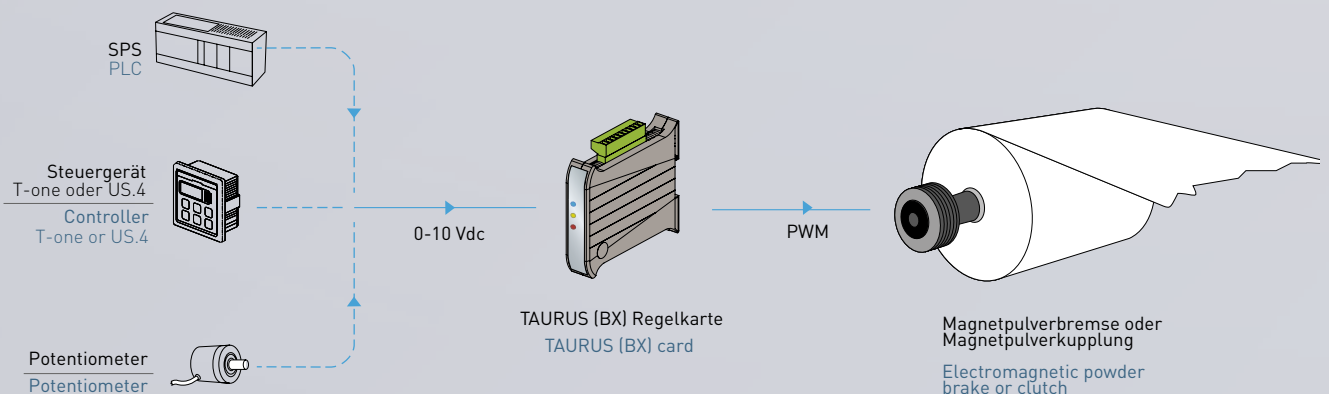 SPS
PLC
Steuergerät
T-one oder US.4
Controller
T-one or US.4
Potentiometer
Potentiometer
0-10 Vdc
TAURUS (BX) Regelkarte
TAURUS (BX) card
PWM
Magnetpulverbremse oder
Magnetpulverkupplung
Electromagnetic powder
brake or clutch